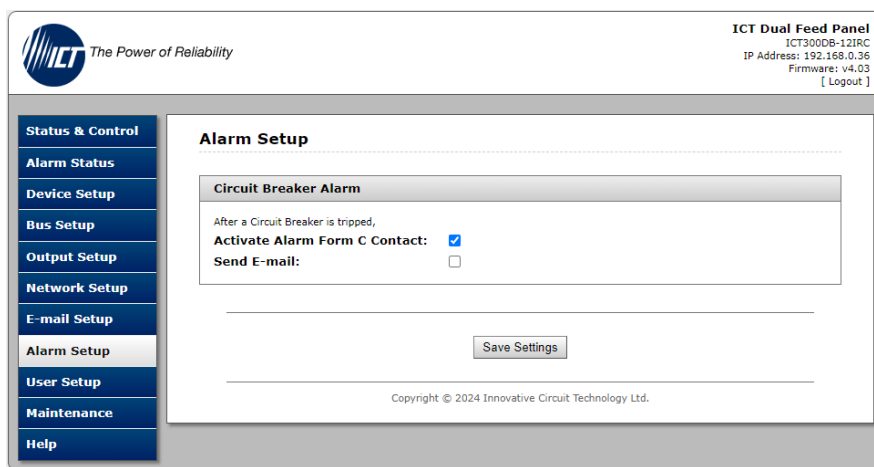 ICT The Power of Reliability
ICT Dual Feed Panel
ICT300DB-12IRC
IP Address: 192.168.0.36
Firmware: v4.03
[ Logout ]
Status & Control
Alarm Status
Device Setup
Bus Setup
Output Setup
Network Setup
E-mail Setup
Alarm Setup
User Setup
Maintenance
Help
Alarm Setup
Circuit Breaker Alarm
After a Circuit Breaker is tripped,
Activate Alarm Form C Contact:
Send E-mail:
Save Settings
Copyright © 2024 Innovative Circuit Technology Ltd.